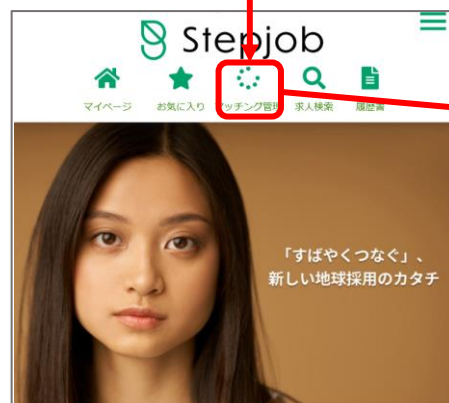 Stepjob
マイページ
お気に入り
マッチング管理
求人検索
履歴書
「すばやくつなぐ」、
新しい地球採用のカタチ